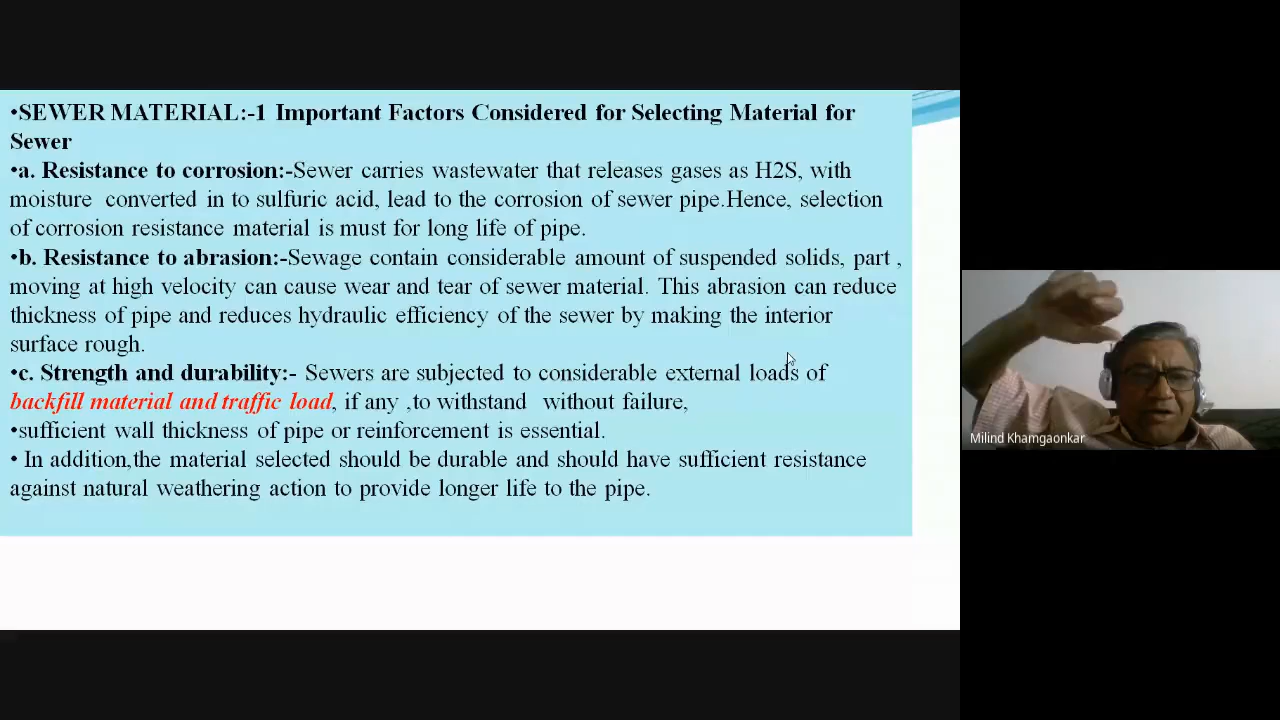 •SEWER MATERIAL:-1 Important Factors Considered for Selecting Material for
Sewer
•a. Resistance to corrosion:-Sewer carries wastewater that releases gases as H2S, with
moisture converted in to sulfuric acid, lead to the corrosion of sewer pipe.Hence, selection
of corrosion resistance material is must for long life of pipe.
•b. Resistance to abrasion:-Sewage contain considerable amount of suspended solids, part ,
moving at high velocity can cause wear and tear of sewer material. This abrasion can reduce
thickness of pipe and reduces hydraulic efficiency of the sewer by making the interior
surface rough.
•c. Strength and durability:- Sewers are subjected to considerable external loads of
backfill material and traffic load, if any ,to withstand without failure,
•sufficient wall thickness of pipe or reinforcement is essential.
• In addition,the material selected should be durable and should have sufficient resistance
against natural weathering action to provide longer life to the pipe.
Milind Khamgaonkar